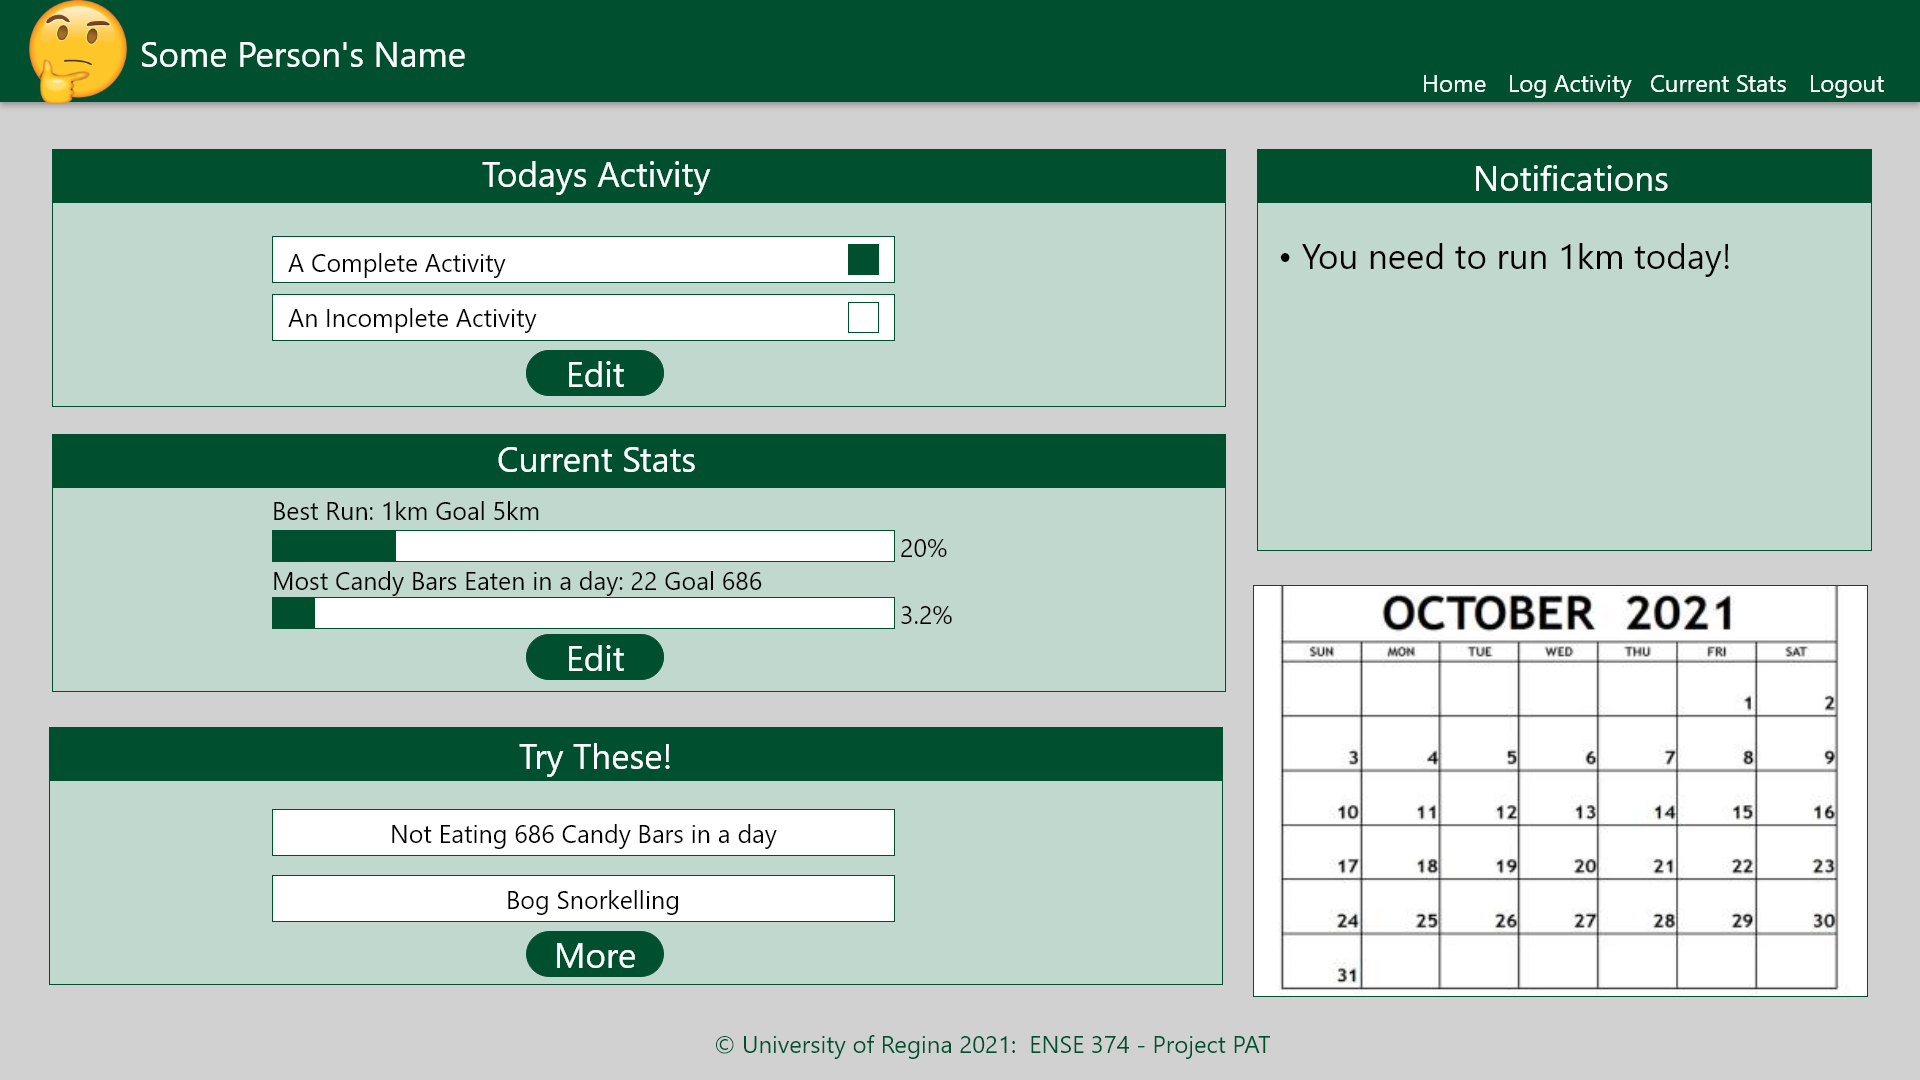 Some Person's Name
Home Log Activity Current Stats Logout
Todays Activity
A Complete Activity
An Incomplete Activity
Edit
Current Stats
Best Run: 1km Goal 5km
20%
Most Candy Bars Eaten in a day: 22 Goal 686
3.2%
Edit
Try These!
Not Eating 686 Candy Bars in a day
Bog Snorkelling
More
Notifications
• You need to run 1km today!
OCTOBER 2021
SUN MON TUE WED THU FRI SAT
1 2
3 4 5 6 7 8 9
10 11 12 13 14 15 16
17 18 19 20 21 22 23
24 25 26 27 28 29 30
31
© University of Regina 2021: ENSE 374 - Project PAT